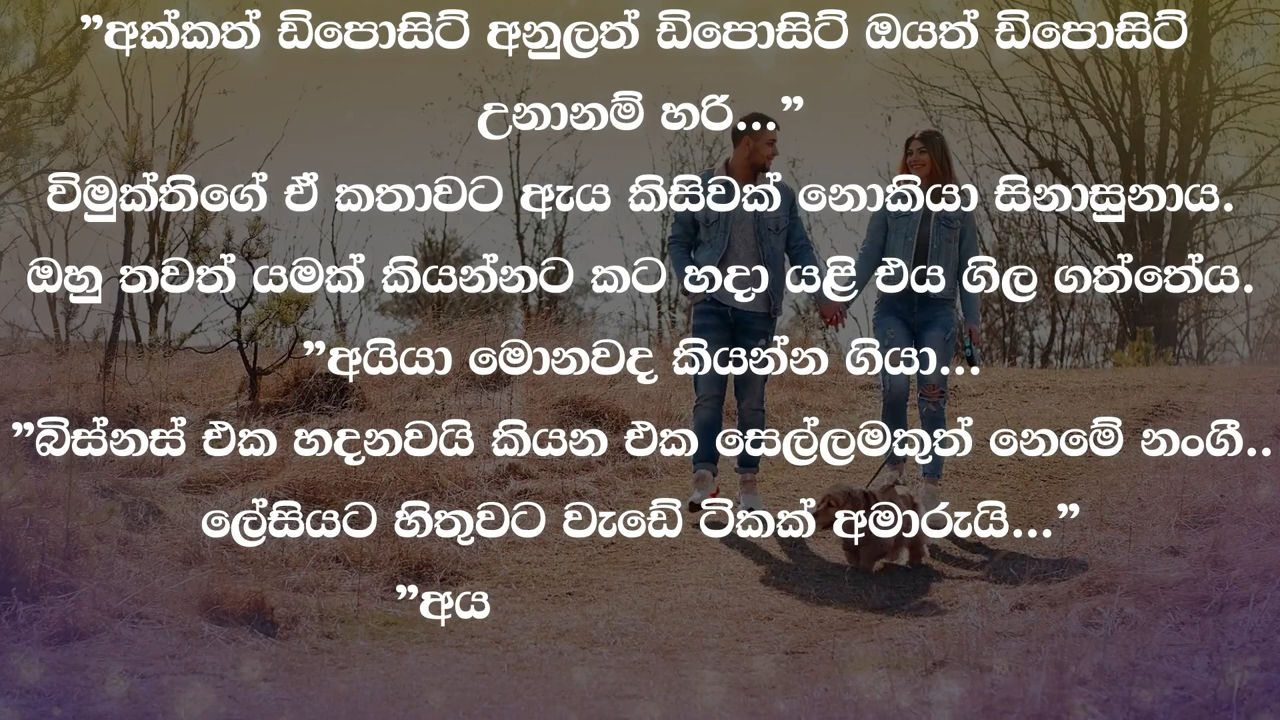 ”අක්කත් ඩිපොසිට් අනුලත් ඩිපොසිට් ඔයත් ඩිපොසිට්
උනානම් හරි...”
විමුක්තිගේ ඒ කතාවට ඇය කිසිවක් නොකියා සිනාසුනාය.
ඔහු තවත් යමක් කියන්නට කට හදා යළි එය ගිල ගත්තේය.
”අයියා මොනවද කියන්න ගියා...
”බිස්නස් එක හදනවයි කියන එක සෙල්ලමකුත් නෙමේ නංගී..
ලේසියට හිතුවට වැඩේ ටිකක් අමාරුයි...”
”අය